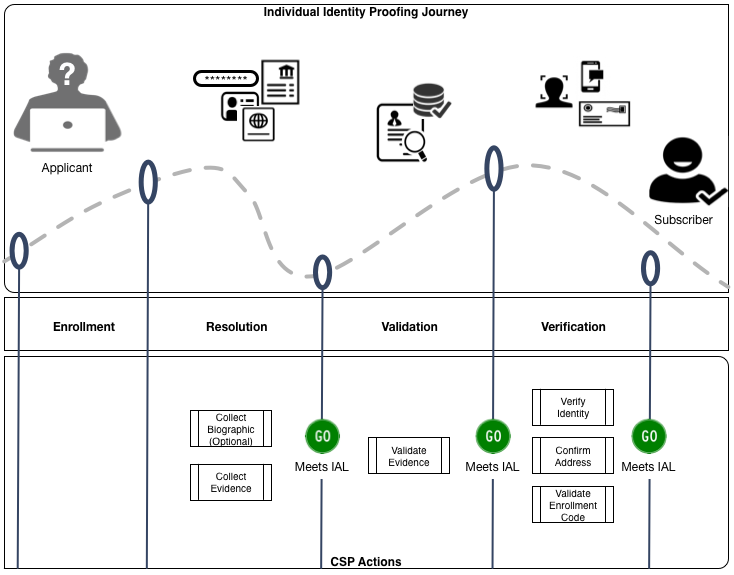 Individual Identity Proofing Journey
?
********
Applicant
Subscriber
Enrollment
Resolution
Validation
Verification
Collect
Biographic
(Optional)
Collect
Evidence
GO
Meets IAL
Validate
Evidence
GO
Meets IAL
Verify
Identity
Confirm
Address
Validate
Enrollment
Code
GO
Meets IAL
CSP Actions